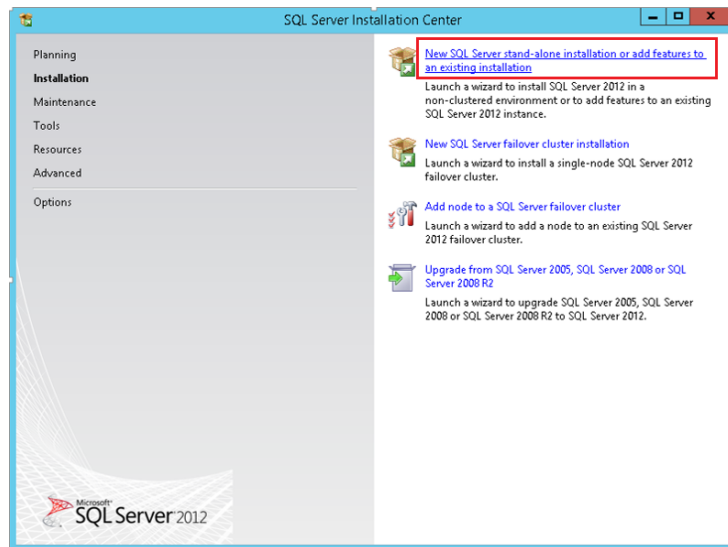 SQL Server Installation Center
Planning
Installation
Maintenance
Tools
Resources
Advanced
Options
New SQL Server stand-alone installation or add features to
an existing installation
Launch a wizard to install SQL Server 2012 in a
non-clustered environment or to add features to an existing
SQL Server 2012 instance.
New SQL Server failover cluster installation
Launch a wizard to install a single-node SQL Server 2012
failover cluster.
Add node to a SQL Server failover cluster
Launch a wizard to add a node to an existing SQL Server
2012 failover cluster.
Upgrade from SQL Server 2005, SQL Server 2008 or SQL
Server 2008 R2
Launch a wizard to upgrade SQL Server 2005, SQL Server
2008 or SQL Server 2008 R2 to SQL Server 2012.
Microsoft
SQL Server 2012